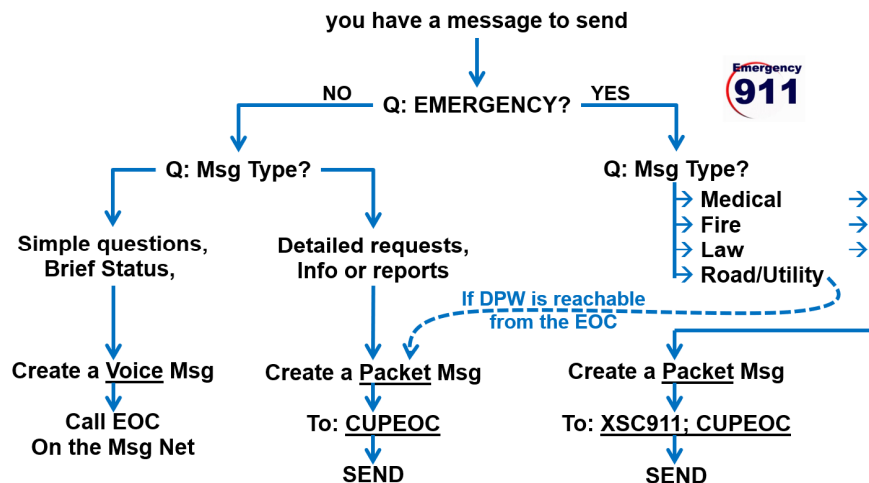 you have a message to send
NO
Q: EMERGENCY?
YES
Emergency
911
Q: Msg Type?
Q: Msg Type?
Medical
Fire
Law
Road/Utility
Simple questions,
Brief Status,
Detailed requests,
Info or reports
If DPW is reachable
from the EOC
Create a Voice Msg
Create a Packet Msg
Create a Packet Msg
Call EOC
On the Msg Net
To: CUPEOC
To: XSC911; CUPEOC
SEND
SEND